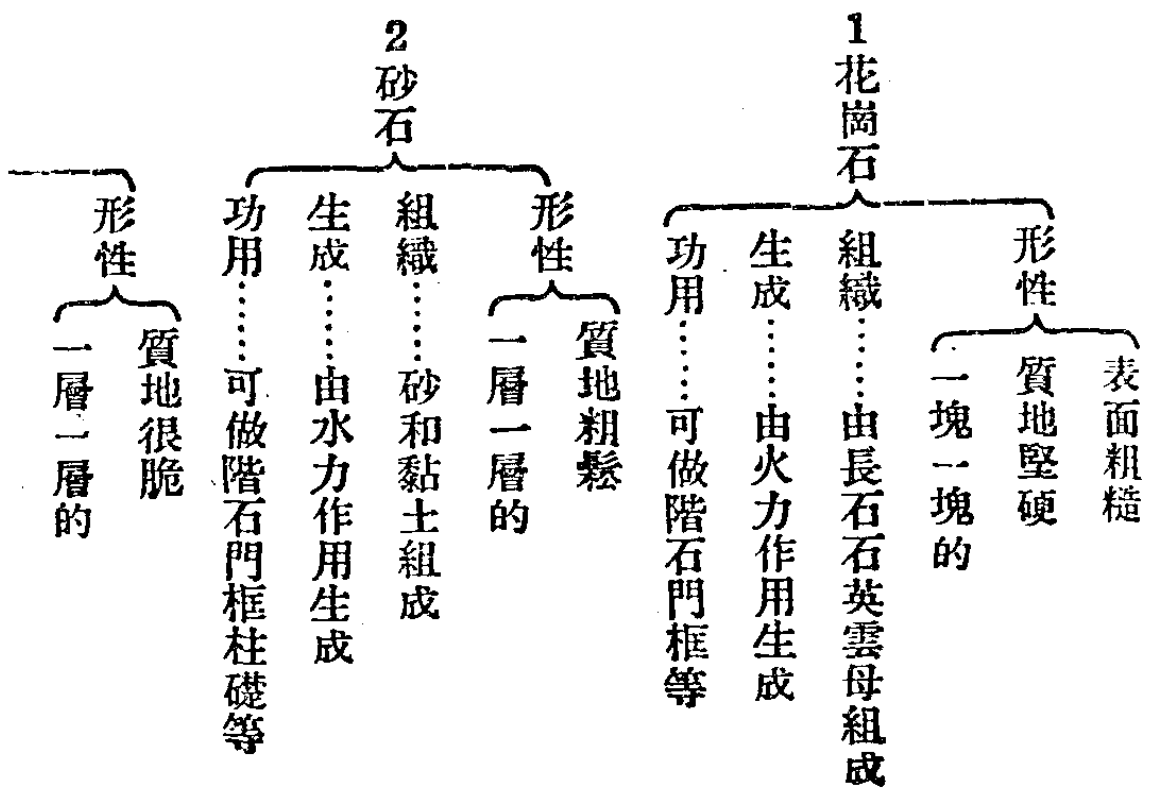 1花崗石
形性
表面粗糙
質地堅硬
一塊一塊的
組織……由長石石英雲母組成
生成……由火力作用生成
功用……可做階石門框等
2砂石
形性
質地粗鬆
一層一層的
組織……砂和黏土組成
生成……由水力作用生成
功用……可做階石門框柱礎等
形性
質地很脆
一層一層的